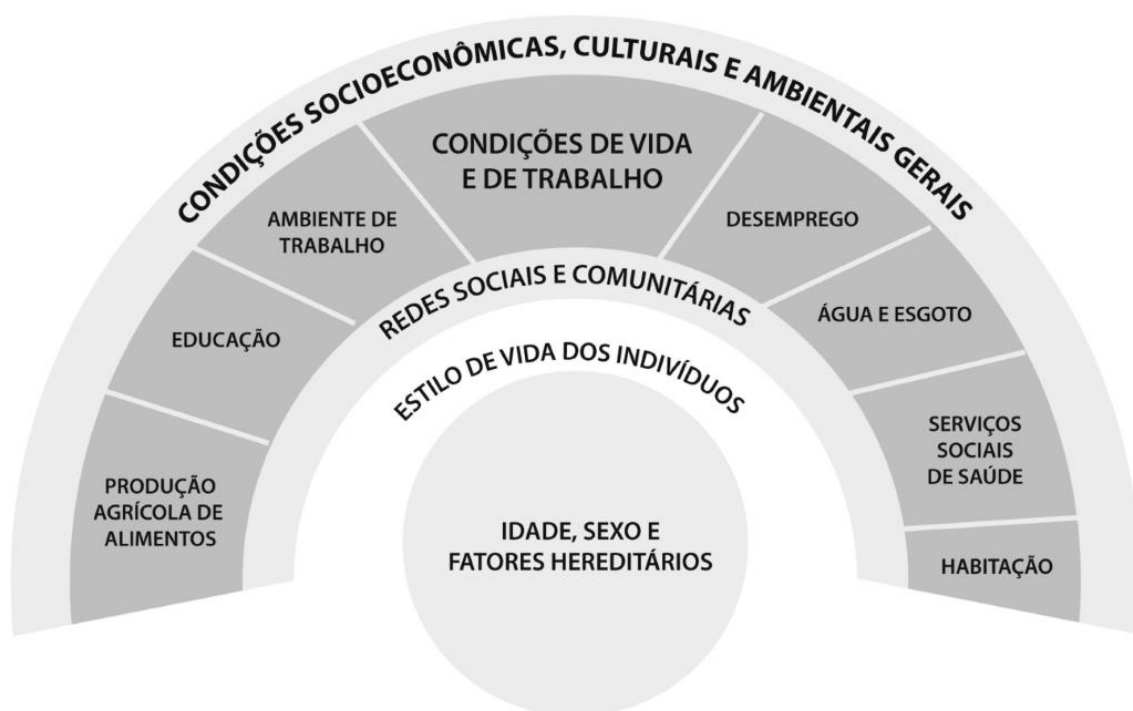 CONDIÇÕES SOCIOECONÔMICAS, CULTURAIS E AMBIENTAIS GERAIS
CONDIÇÕES DE VIDA
E DE TRABALHO
AMBIENTE DE
TRABALHO
DESEMPREGO
EDUCAÇÃO
ÁGUA E ESGOTO
PRODUÇÃO
AGRÍCOLA DE
ALIMENTOS
SERVIÇOS
SOCIAIS
DE SAÚDE
HABITAÇÃO
REDES SOCIAIS E COMUNITÁRIAS
ESTILO DE VIDA DOS INDIVÍDUOS
IDADE, SEXO E
FATORES HEREDITÁRIOS